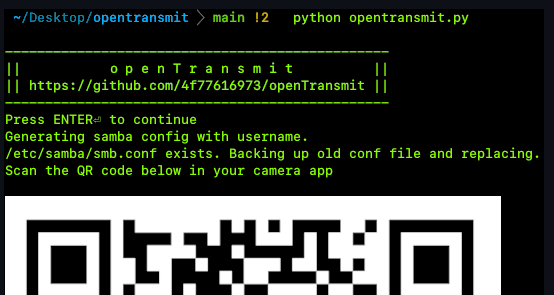 ~/Desktop/opentransmit > main !2 python opentransmit.py
|| o p e n T r a n s m i t ||
|| https://github.com/4f77616973/openTransmit ||
Press ENTER⏎ to continue
Generating samba config with username.
/etc/samba/smb.conf exists. Backing up old conf file and replacing.
Scan the QR code below in your camera app